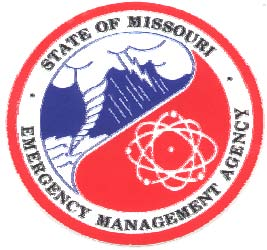 STATE OF MISSOURI
EMERGENCY MANAGEMENT AGENCY